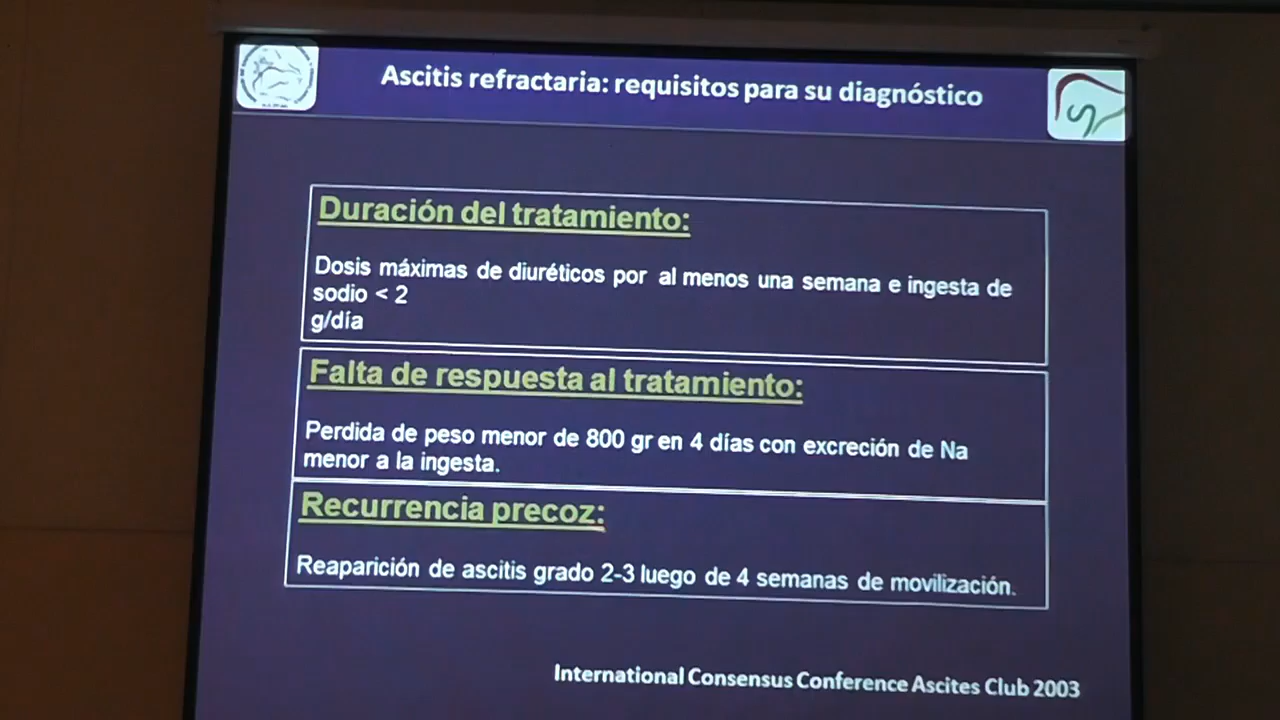 Ascitis refractaria: requisitos para su diagnóstico
Duración del tratamiento:
Dosis máximas de diuréticos por al menos una semana e ingesta de
sodio < 2
g/día
Falta de respuesta al tratamiento:
Perdida de peso menor de 800 gr en 4 días con excreción de Na
menor a la ingesta.
Recurrencia precoz:
Reaparición de ascitis grado 2-3 luego de 4 semanas de movilización.
International Consensus Conference Ascites Club 2003